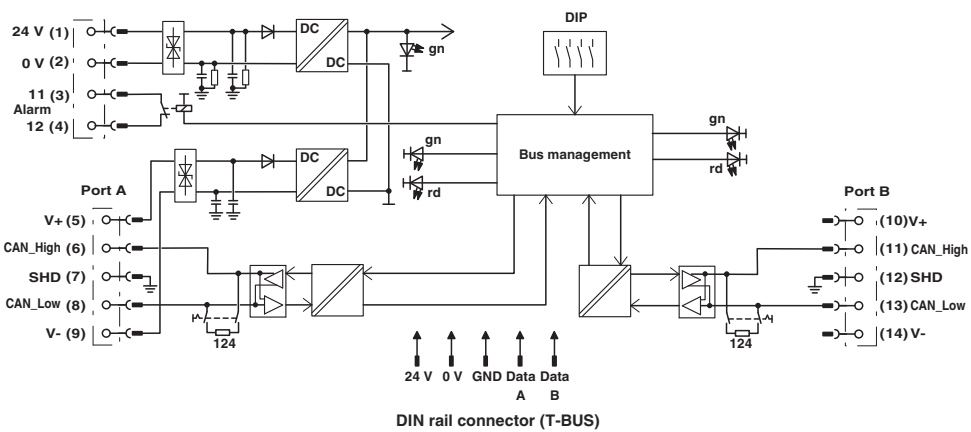 24 V (1)
0 V (2)
11 (3)
Alarm
12 (4)
DC
DC
gn
DIP
Bus management
gn
rd
gn
rd
DC
DC
Port A
V+ (5)
CAN_High (6)
SHD (7)
CAN_Low (8)
V- (9)
124
Port B
(10) V+
(11) CAN_High
(12) SHD
(13) CAN_Low
(14) V-
124
24 V 0 V GND Data Data
A B
DIN rail connector (T-BUS)